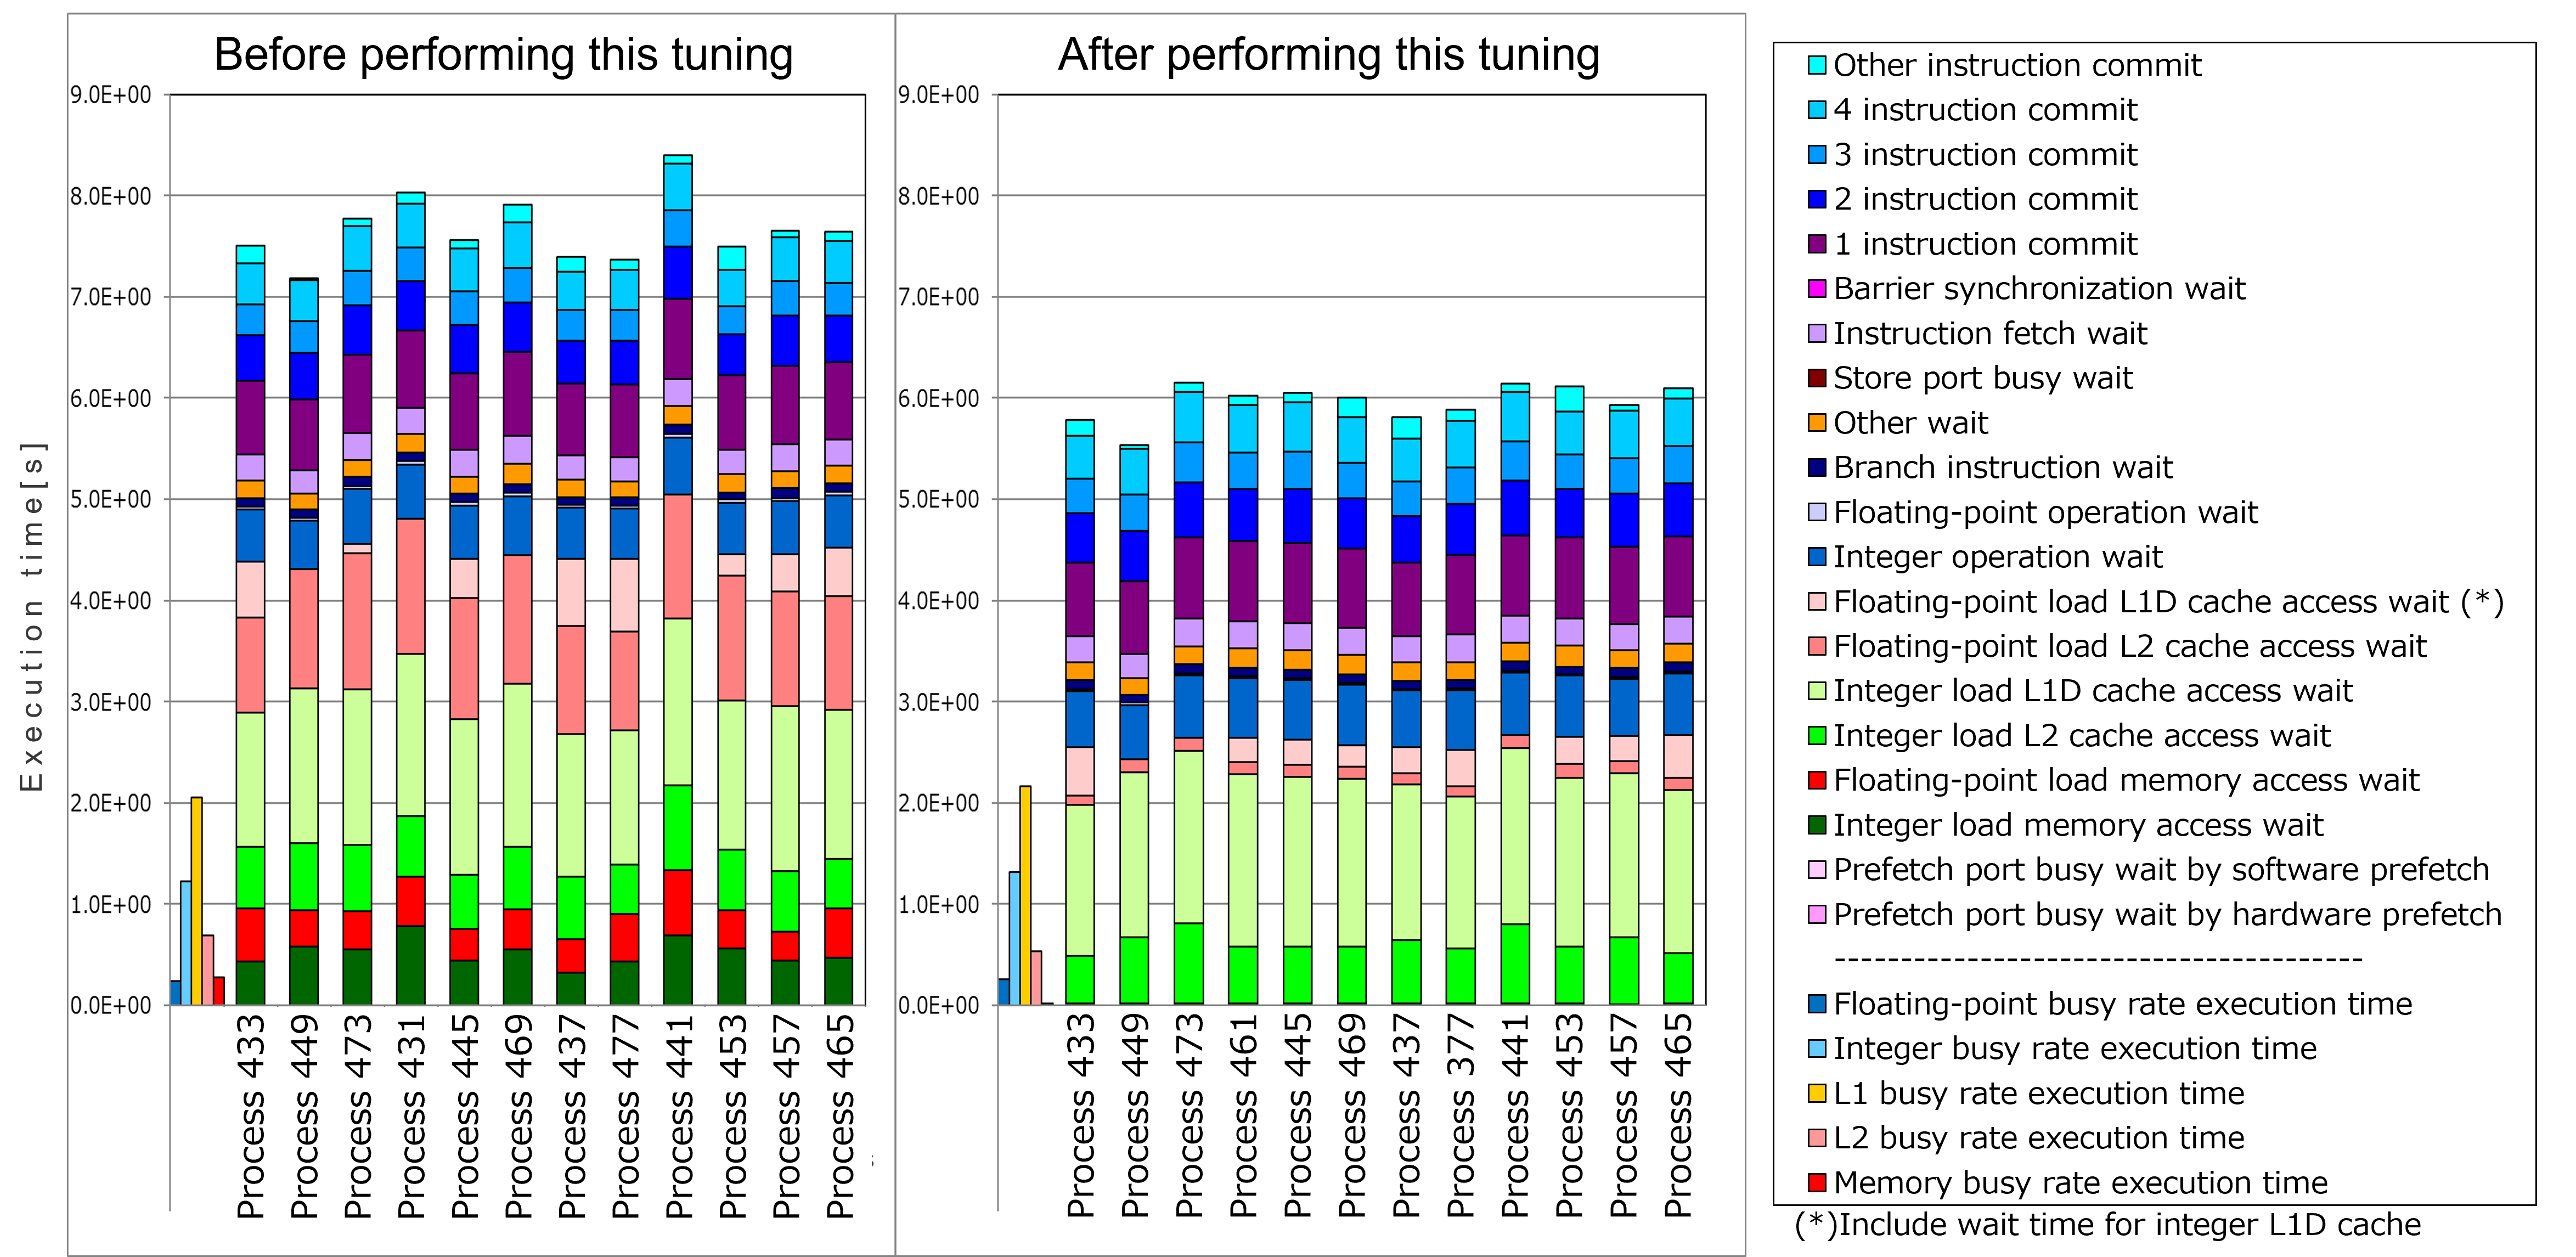 Before performing this tuning
9.0E+00
8.0E+00
7.0E+00
6.0E+00
5.0E+00
4.0E+00
3.0E+00
2.0E+00
1.0E+00
0.0E+00
Execution time[s]
Process 433
Process 449
Process 473
Process 431
Process 445
Process 469
Process 437
Process 477
Process 441
Process 453
Process 457
Process 465
After performing this tuning
9.0E+00
8.0E+00
7.0E+00
6.0E+00
5.0E+00
4.0E+00
3.0E+00
2.0E+00
1.0E+00
0.0E+00
Process 433
Process 449
Process 473
Process 461
Process 445
Process 469
Process 437
Process 377
Process 441
Process 453
Process 457
Process 465
Other instruction commit
4 instruction commit
3 instruction commit
2 instruction commit
1 instruction commit
Barrier synchronization wait
Instruction fetch wait
Store port busy wait
Other wait
Branch instruction wait
Floating-point operation wait
Integer operation wait
Floating-point load L1D cache access wait (*)
Floating-point load L2 cache access wait
Integer load L1D cache access wait
Integer load L2 cache access wait
Floating-point load memory access wait
Integer load memory access wait
Prefetch port busy wait by software prefetch
Prefetch port busy wait by hardware prefetch
---------------------------------------
Floating-point busy rate execution time
Integer busy rate execution time
L1 busy rate execution time
L2 busy rate execution time
Memory busy rate execution time
(*)Include wait time for integer L1D cache